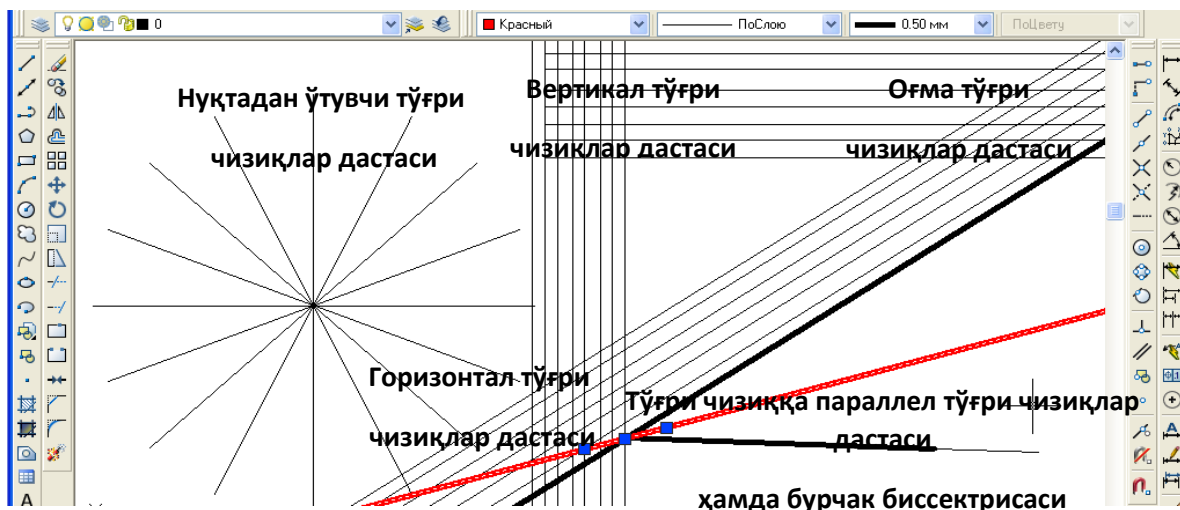 0
Красный
ПоСлою
0.50 мм
ПоЦвету
Нуқтадан ўтувчи тўғри
чизиқлар дастаси
Вертикал тўғри
чизиқлар дастаси
Оғма тўғри
чизиқлар дастаси
Горизонтал тўғри
чизиқлар дастаси
Тўғри чизиққа параллел тўғри чизиқлар
дастаси
ҳамда бурчак биссектрисаси